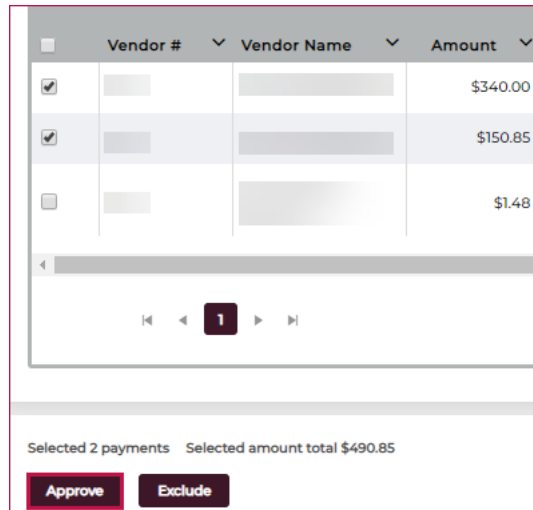 Vendor # Vendor Name Amount
$340.00
$150.85
$1.48
1
Selected 2 payments Selected amount total $490.85
Approve Exclude